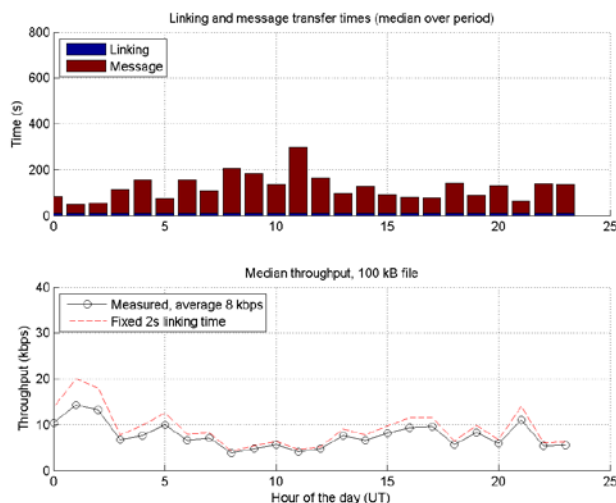 Linking and message transfer times (median over period)
800
600
400
200
0
Time (s)
Linking
Message
0 5 10 15 20 25
Median throughput, 100 kB file
40
30
20
10
0
Throughput (kbps)
Measured, average 8 kbps
Fixed 2s linking time
0 5 10 15 20 25
Hour of the day (UT)